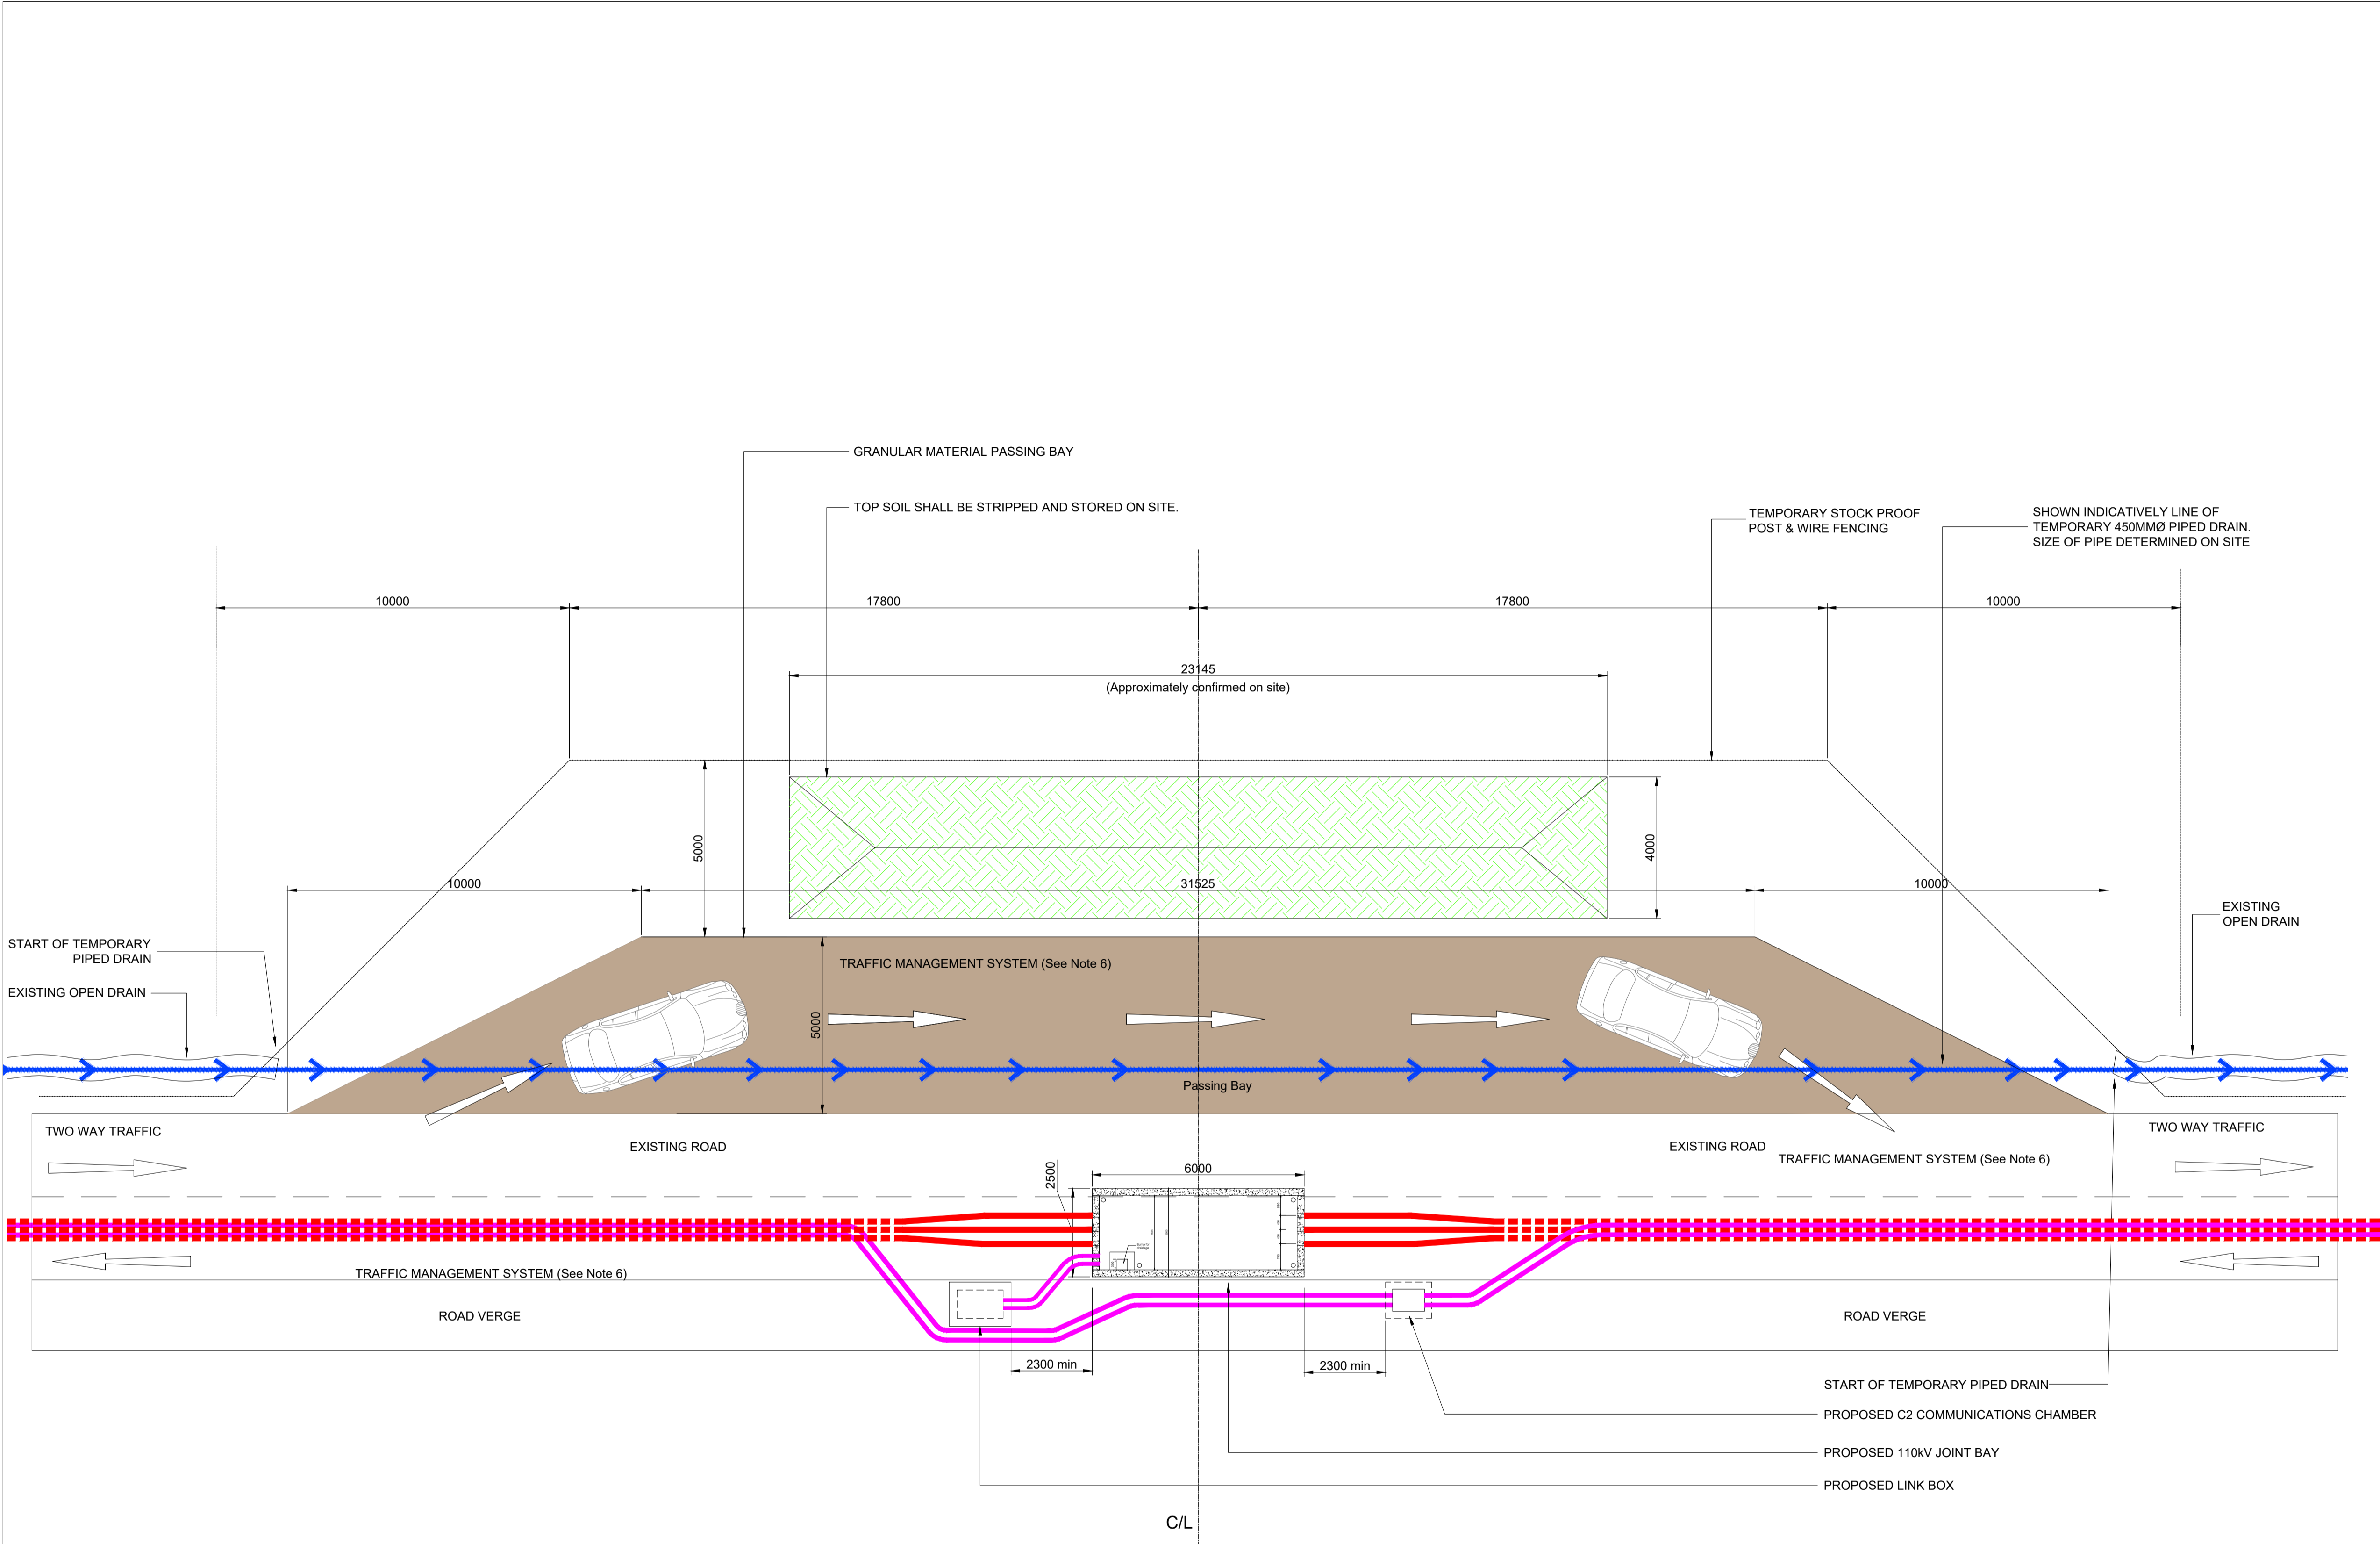 GRANULAR MATERIAL PASSING BAY
TOP SOIL SHALL BE STRIPPED AND STORED ON SITE.
TEMPORARY STOCK PROOF
POST & WIRE FENCING
SHOWN INDICATIVELY LINE OF
TEMPORARY 450MMØ PIPED DRAIN.
SIZE OF PIPE DETERMINED ON SITE
10000
17800
17800
10000
23145
(Approximately confirmed on site)
5000
4000
10000
31525
10000
EXISTING
OPEN DRAIN
START OF TEMPORARY
PIPED DRAIN
EXISTING OPEN DRAIN
TRAFFIC MANAGEMENT SYSTEM (See Note 6)
5000
Passing Bay
TWO WAY TRAFFIC
TWO WAY TRAFFIC
EXISTING ROAD
EXISTING ROAD
TRAFFIC MANAGEMENT SYSTEM (See Note 6)
2500
6000
TRAFFIC MANAGEMENT SYSTEM (See Note 6)
ROAD VERGE
ROAD VERGE
2300 min
2300 min
START OF TEMPORARY PIPED DRAIN
PROPOSED C2 COMMUNICATIONS CHAMBER
PROPOSED 110kV JOINT BAY
PROPOSED LINK BOX
C/L